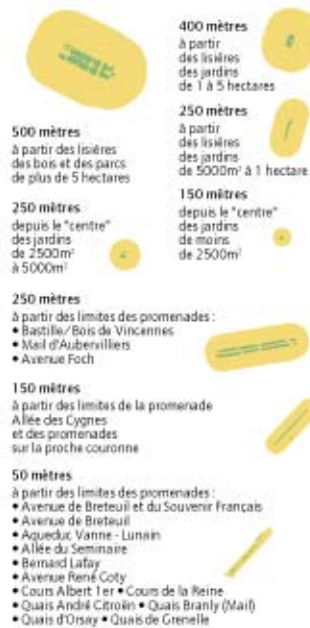 500 mètres
à partir des lisières
des bois et des parcs
de plus de 5 hectares
250 mètres
depuis le "centre"
des jardins
de 2500m²
à 5000m²
400 mètres
à partir
des lisières
des jardins
de 1 à 5 hectares
250 mètres
à partir
des lisières
des jardins
de 5000m² à 1 hectare
150 mètres
depuis le "centre"
des jardins
de moins
de 2500m²
250 mètres
à partir des limites des promenades :
• Bastille/Bois de Vincennes
• Mail d'Aubervilliers
• Avenue Foch
150 mètres
à partir des limites de la promenade
Allée des Cygnes
et des promenades
sur la proche couronne
50 mètres
à partir des limites des promenades :
• Avenue de Breteuil et du Souvenir Français
• Avenue de Breteuil
• Aqueduc Vanne - Lunain
• Allée du Seminaire
• Bernard Lafay
• Avenue René Coty
• Cours Albert 1er • Cours de la Reine
• Quais André Citroën • Quais Branly (Mail)
• Quais d'Orsay • Quais de Grenelle